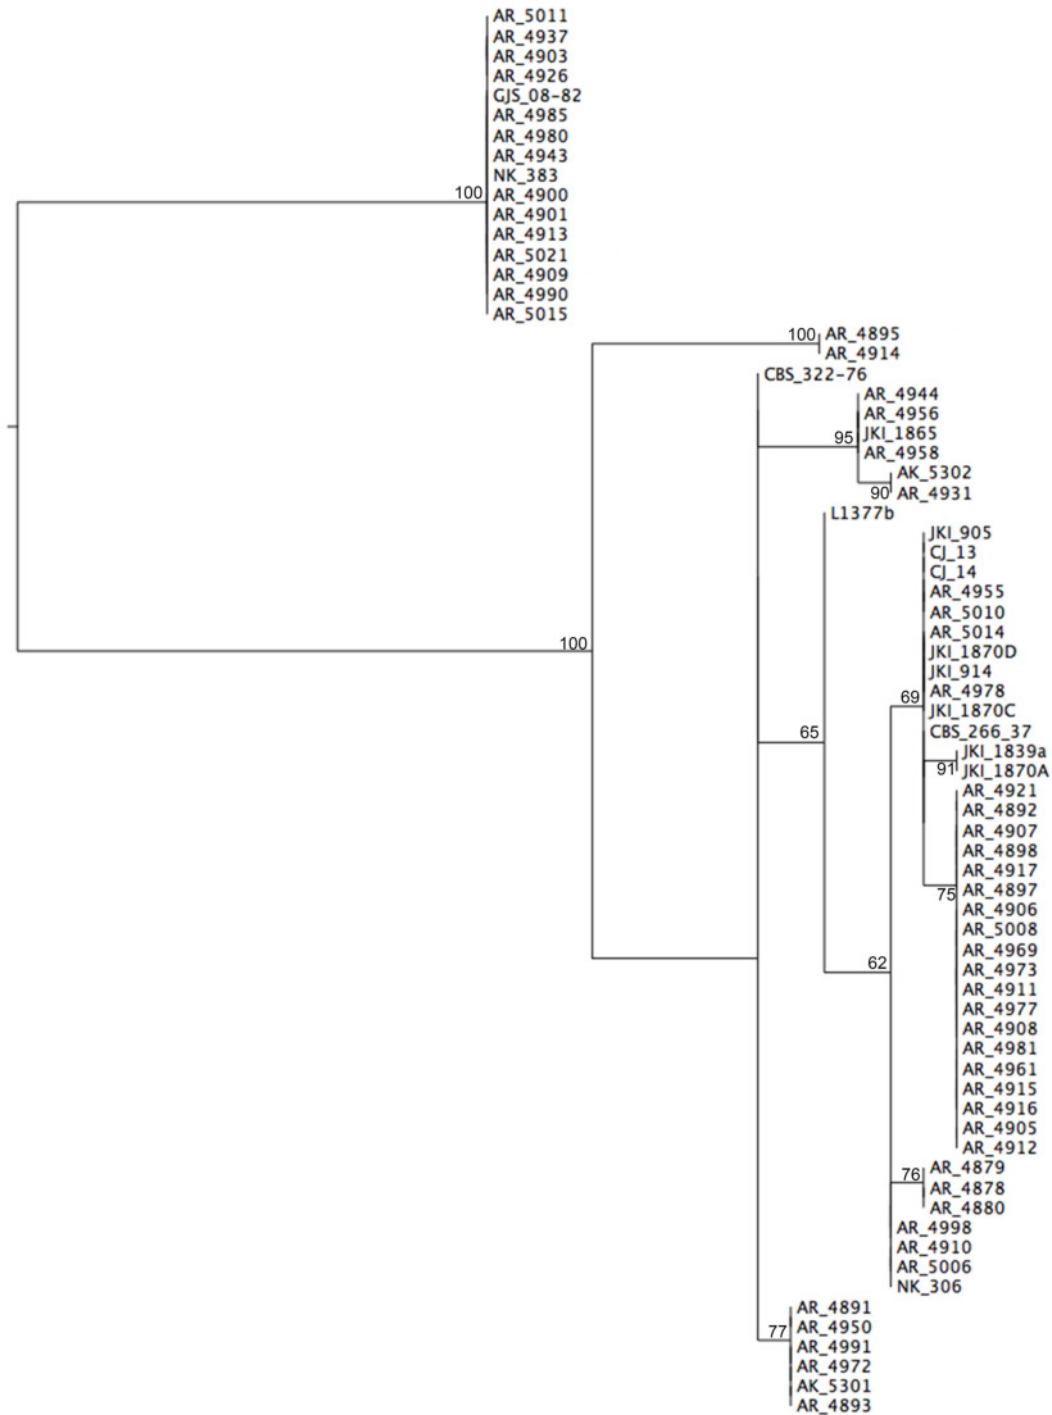 AR_5011
AR_4937
AR_4903
AR_4926
GJS_08-82
AR_4985
AR_4980
AR_4943
NK_383
100 AR_4900
AR_4901
AR_4913
AR_5021
AR_4909
AR_4990
AR_5015
100 AR_4895
AR_4914
CBS_322-76
AR_4944
AR_4956
95 JKI_1865
AR_4958
AK_5302
90 AR_4931
L1377b
JKI_905
CJ_13
CJ_14
AR_4955
AR_5010
AR_5014
100 JKI_1870D
JKI_914
AR_4978
69 JKI_1870C
65 CBS_266_37
JKI_1839a
91 JKI_1870A
AR_4921
AR_4892
AR_4907
AR_4898
AR_4917
75 AR_4897
AR_4906
AR_5008
AR_4969
62 AR_4973
AR_4911
AR_4977
AR_4908
AR_4981
AR_4961
AR_4915
AR_4916
AR_4905
AR_4912
76 AR_4879
AR_4878
AR_4880
AR_4998
AR_4910
AR_5006
NK_306
AR_4891
77 AR_4950
AR_4991
AR_4972
AK_5301
AR_4893